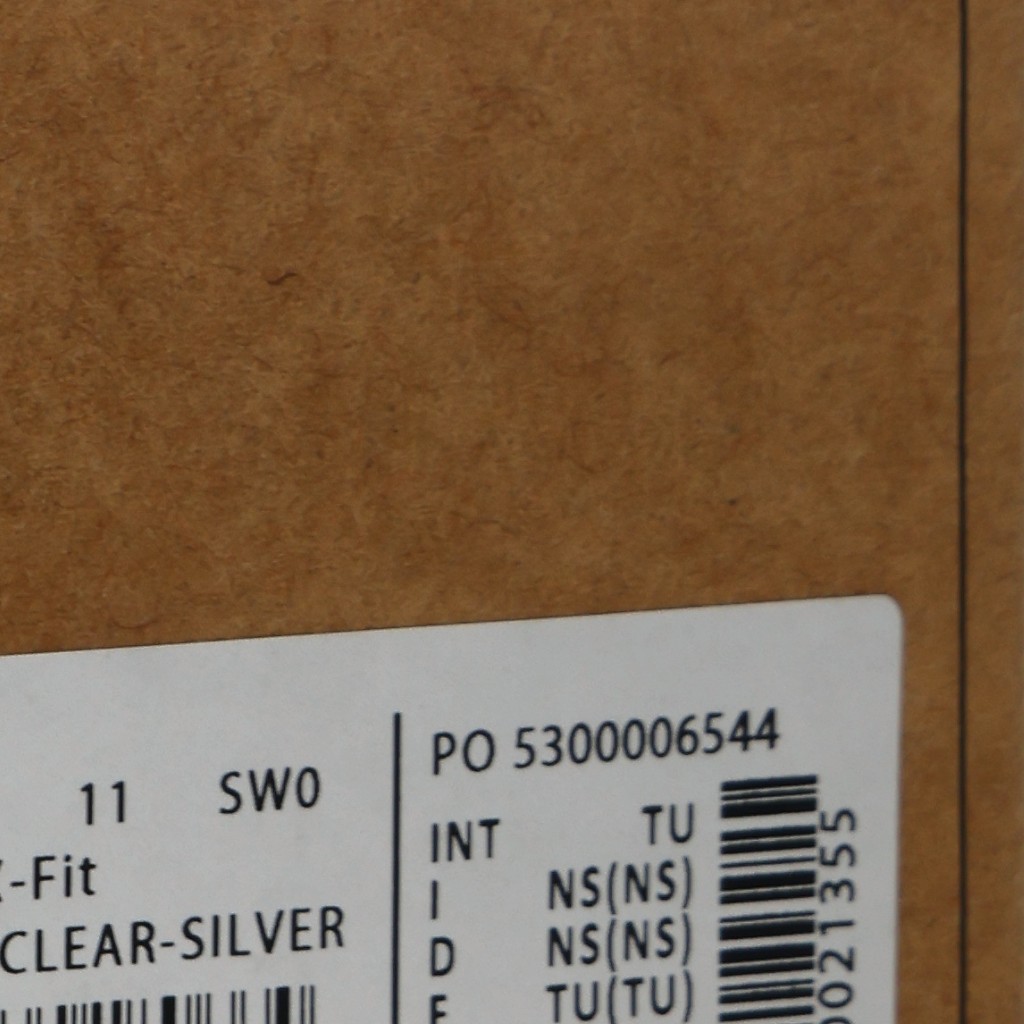 PO 5300006544
11 SW0
INT TU
-Fit
I NS(NS)
CLEAR-SILVER
D NS(NS)
TU(TU)
0021355